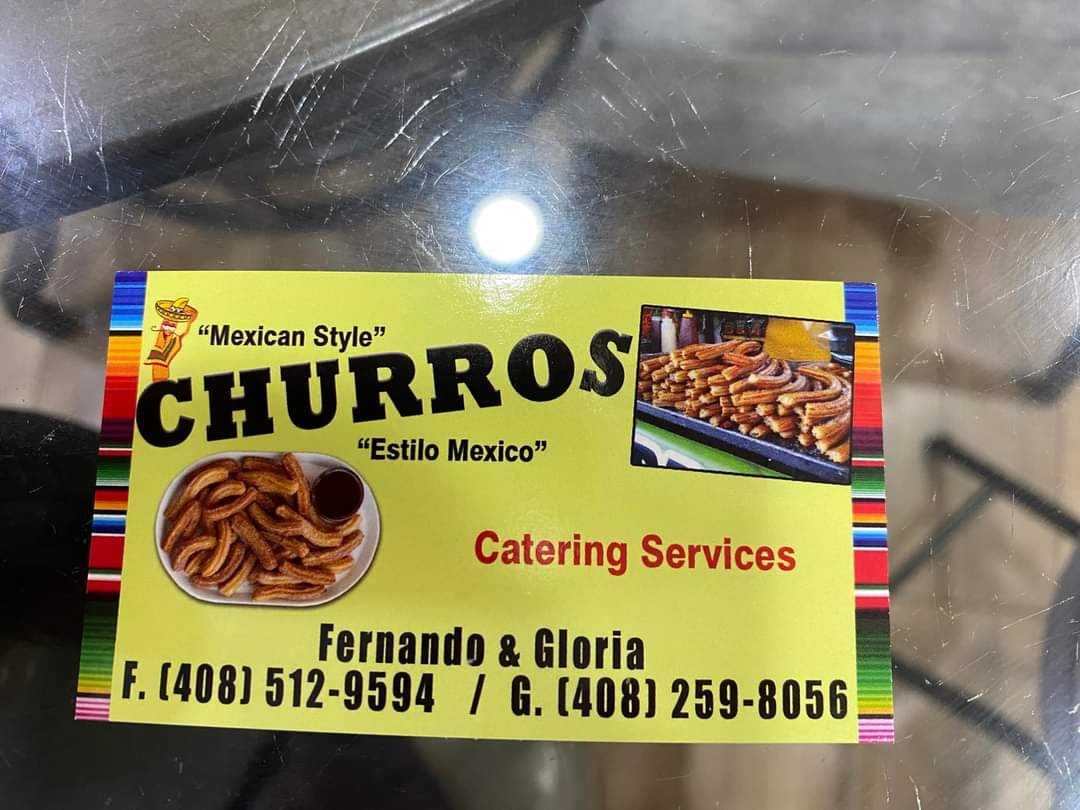 “Mexican Style”
CHURROS
“Estilo Mexico”
Catering Services
Fernando & Gloria
F. (408) 512-9594 / G. (408) 259-8056